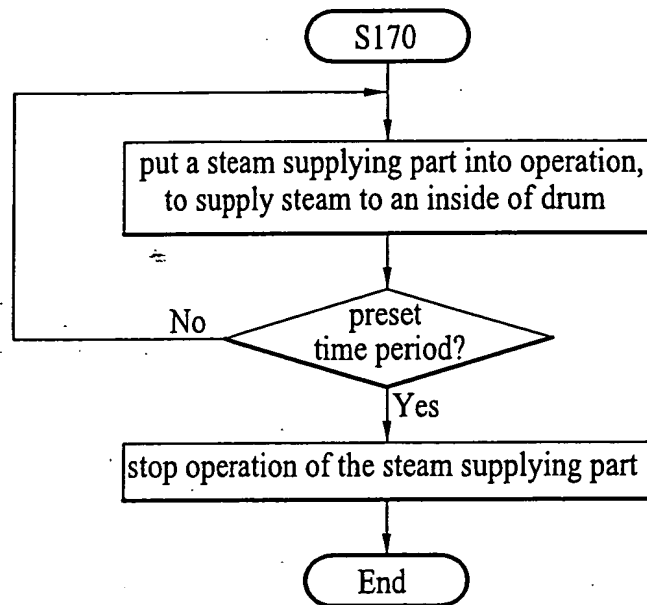 S170
put a steam supplying part into operation,
to supply steam to an inside of drum
preset
time period?
No
Yes
stop operation of the steam supplying part
End